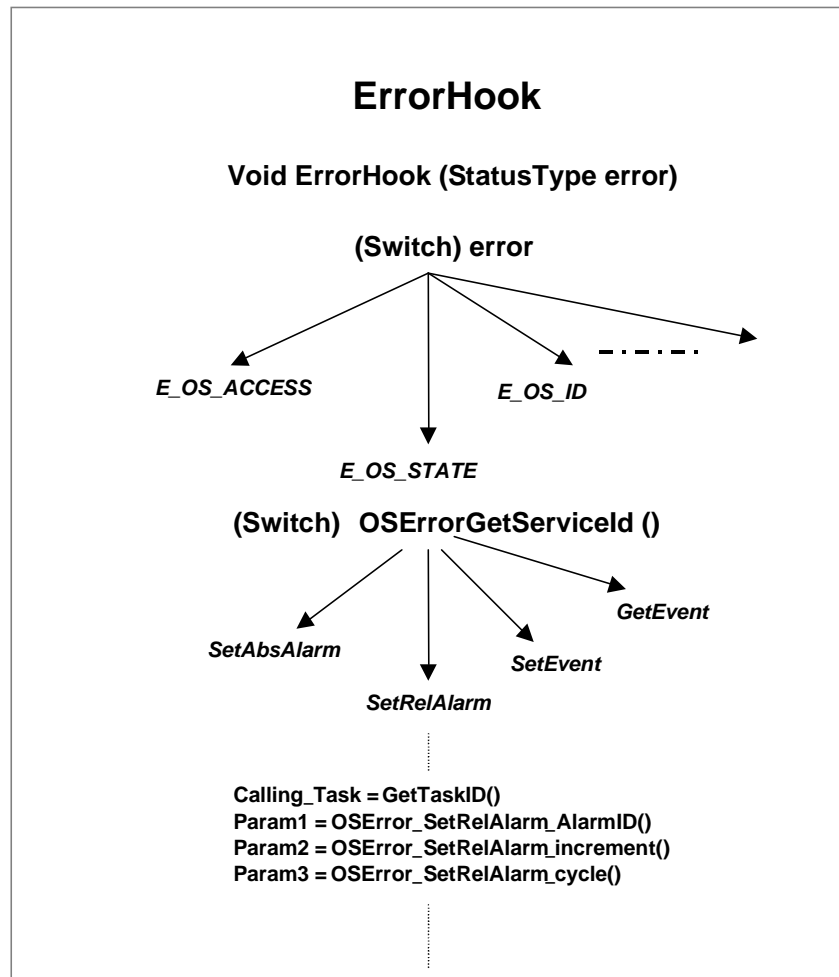 ErrorHook
Void ErrorHook (StatusType error)
(Switch) error
E_OS_ACCESS
E_OS_ID
E_OS_STATE
(Switch) OSErrorGetServiceId ()
GetEvent
SetAbsAlarm
SetEvent
SetRelAlarm
Calling_Task = GetTaskID()
Param1 = OSError_SetRelAlarm_AlarmID()
Param2 = OSError_SetRelAlarm_increment()
Param3 = OSError_SetRelAlarm_cycle()